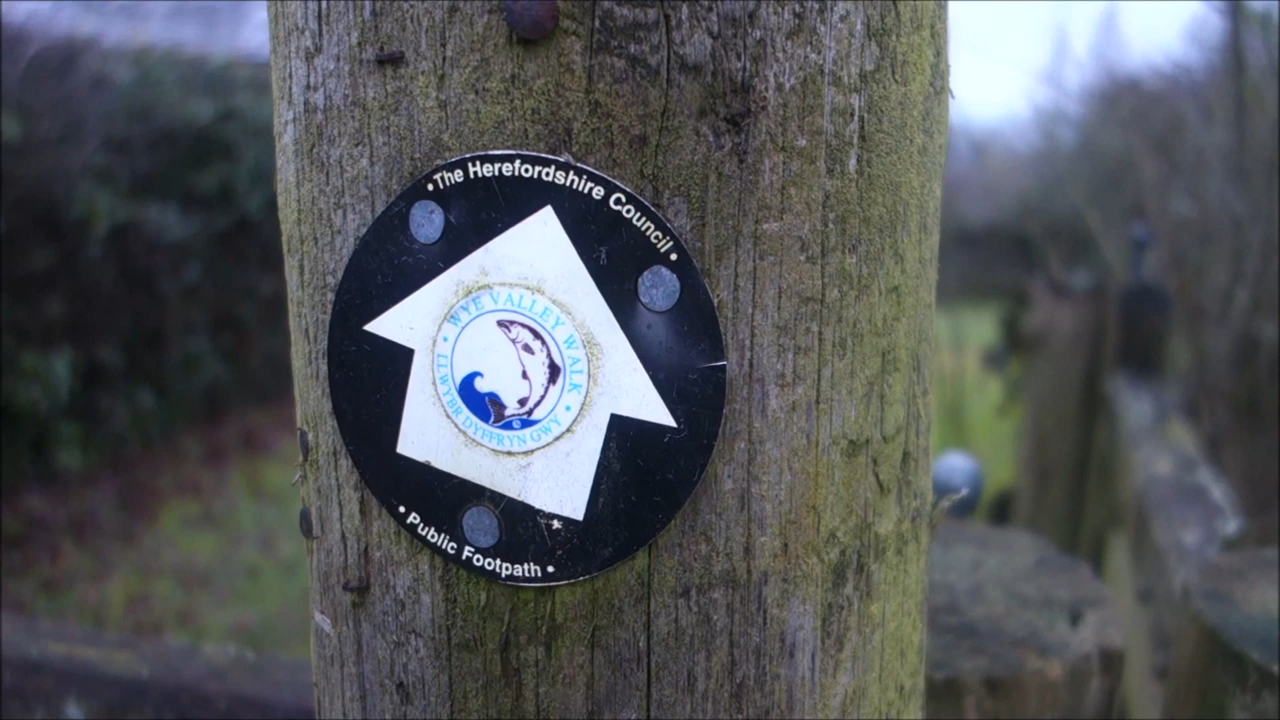 •The Herefordshire Council•
• WYE VALLEY WALK •
LLWYBR DYFFRYN GWY
•Public Footpath•